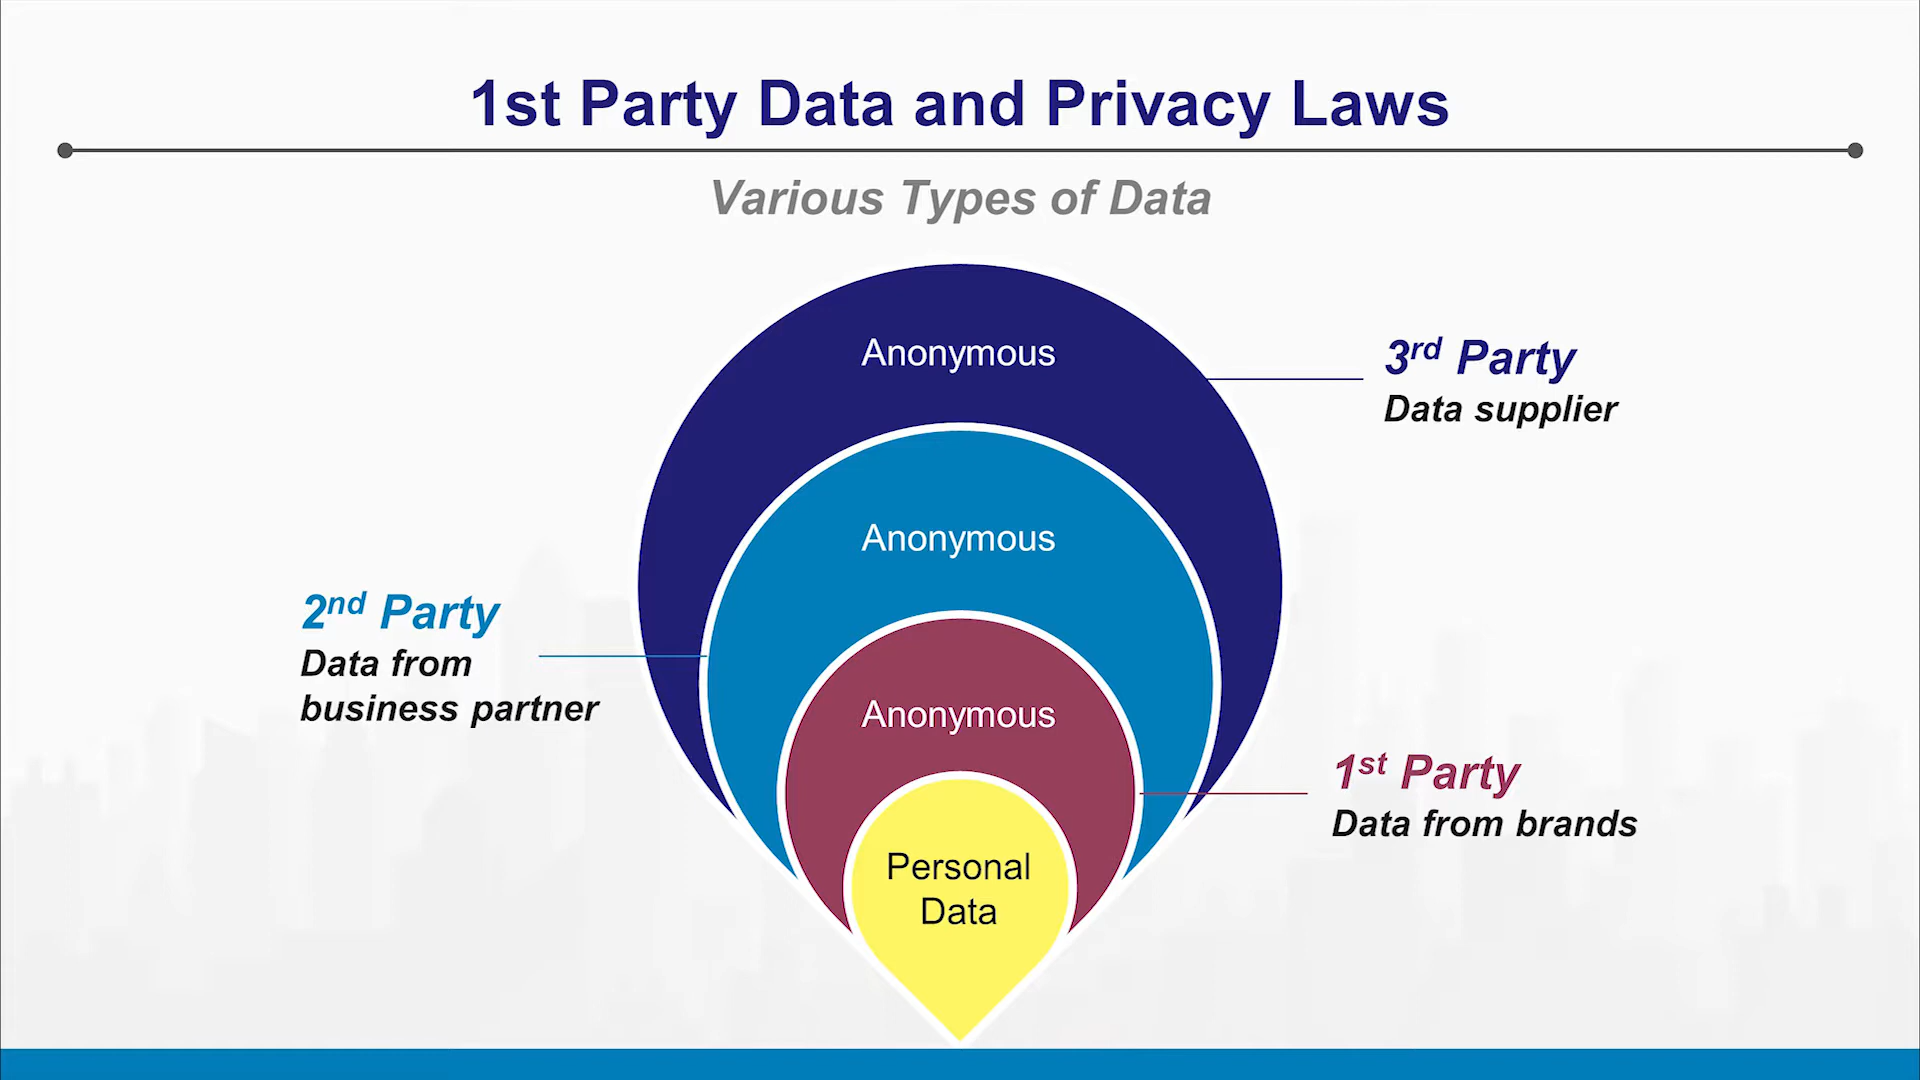 1st Party Data and Privacy Laws
Various Types of Data
Anonymous
3rd Party
Data supplier
Anonymous
2nd Party
Data from
business partner
Anonymous
1st Party
Data from brands
Personal
Data